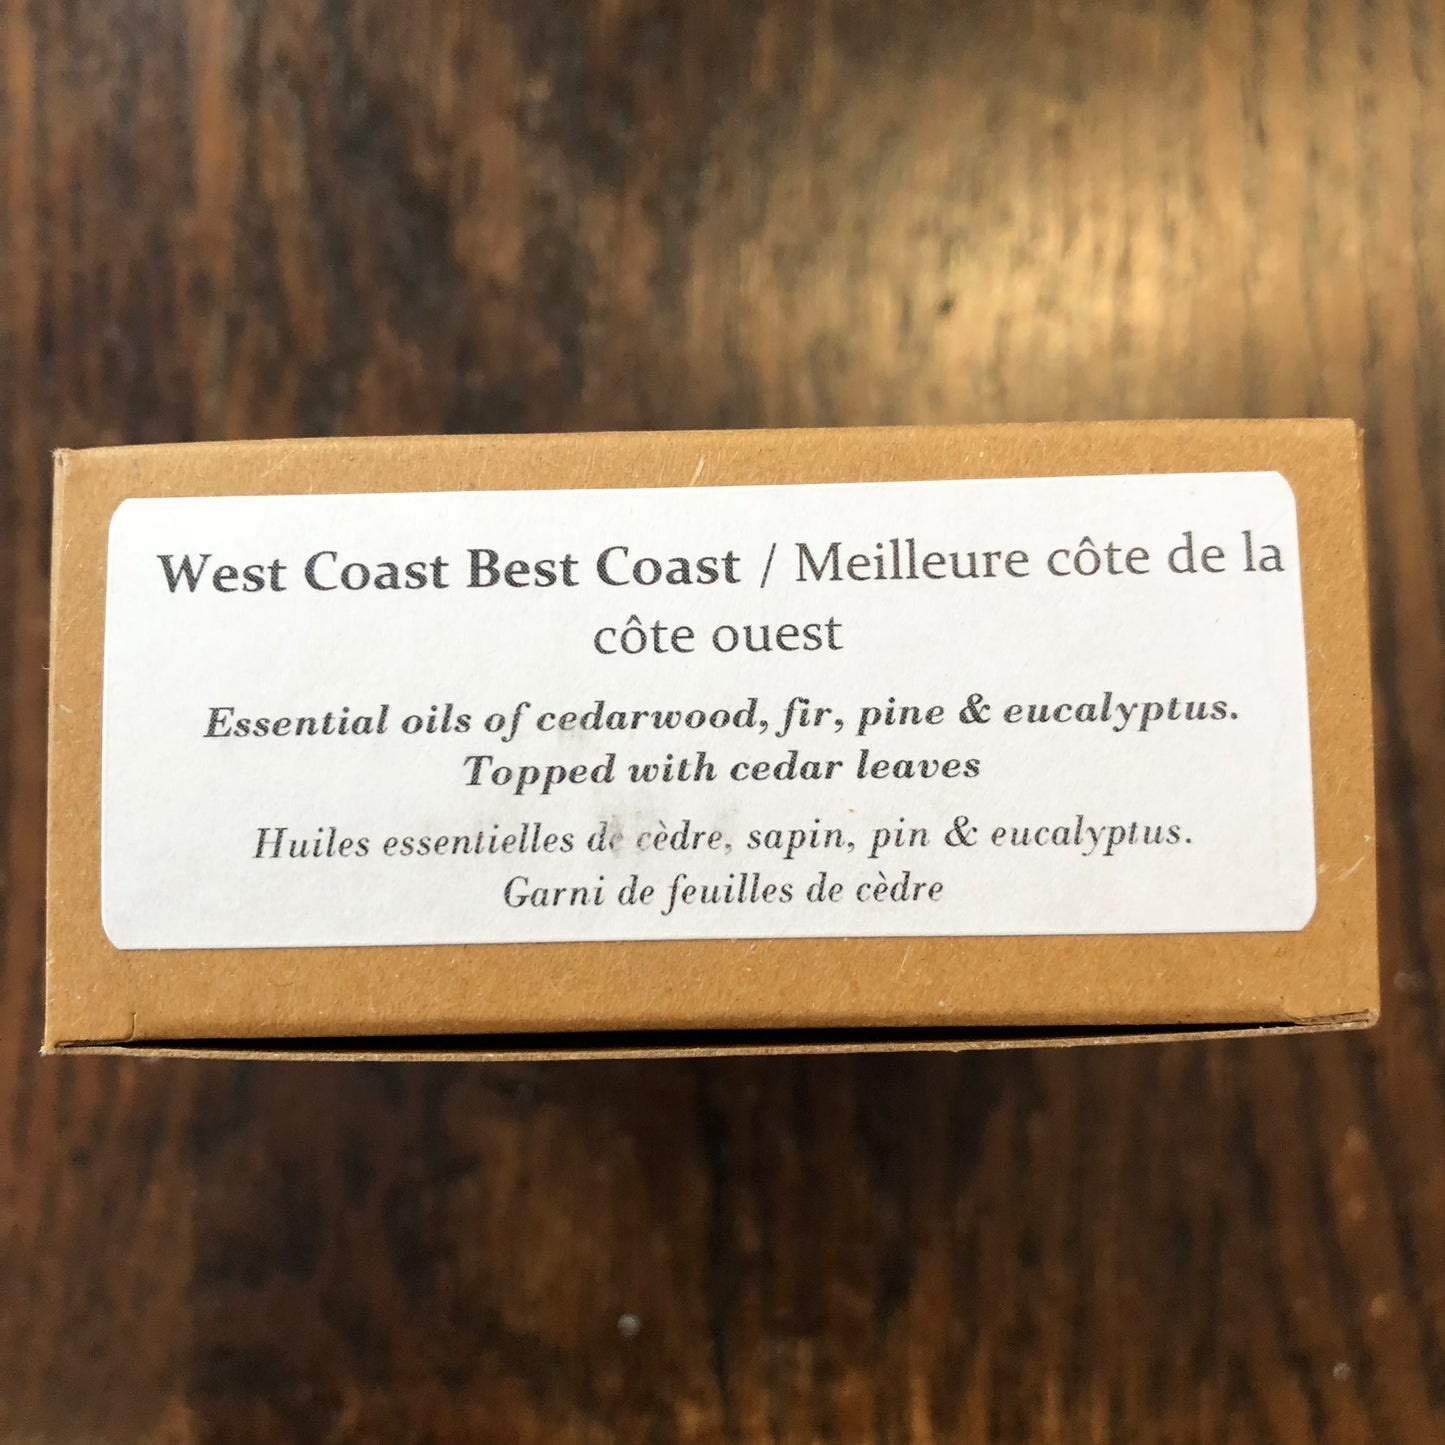 West Coast Best Coast / Meilleure côte de la
côte ouest
Essential oils of cedarwood, fir, pine & eucalyptus.
Topped with cedar leaves
Huiles essentielles de cèdre, sapin, pin & eucalyptus.
Garni de feuilles de cèdre